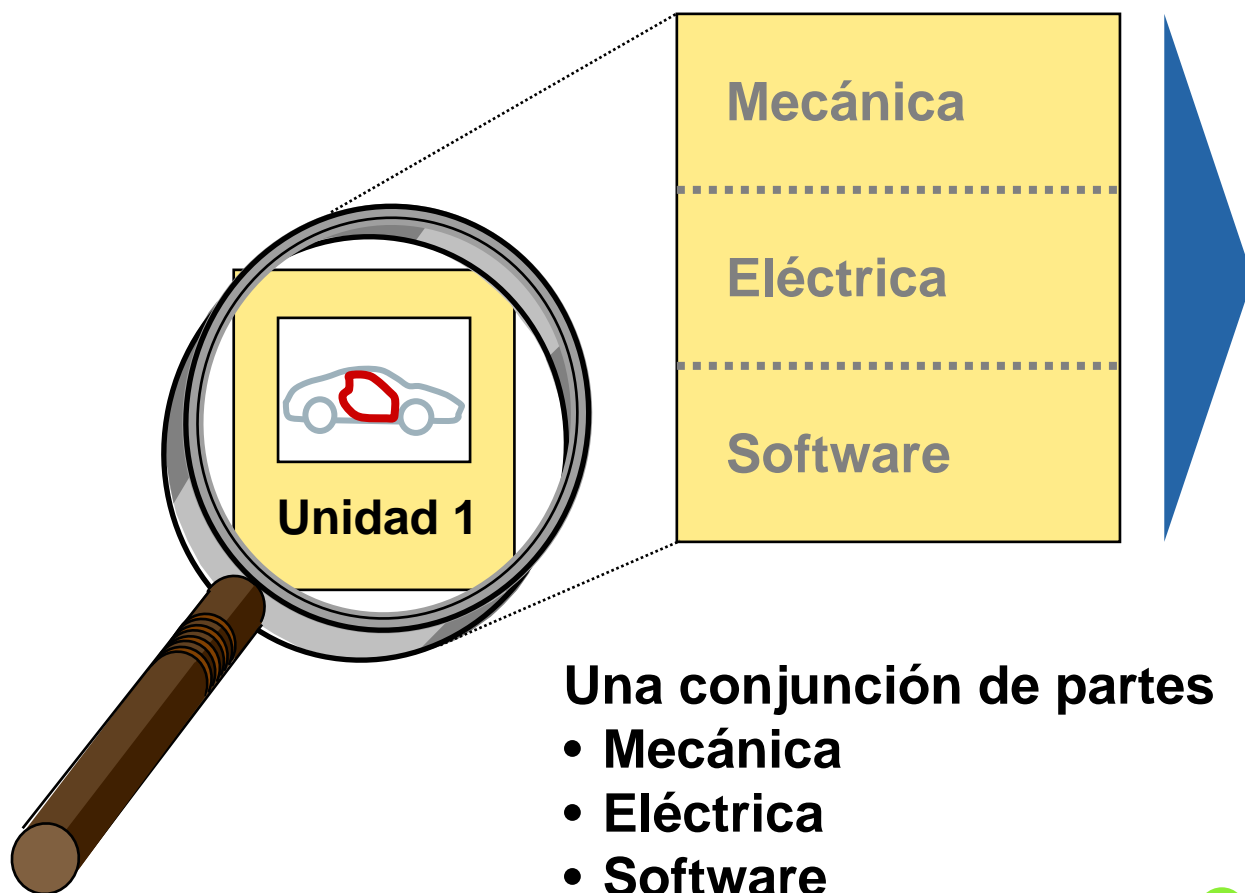 Mecánica
Eléctrica
Software
Unidad 1
Una conjunción de partes
• Mecánica
• Eléctrica
• Software